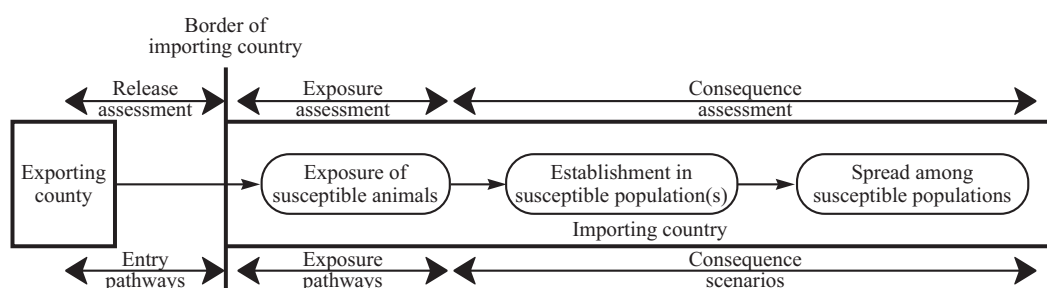 Border of
importing country
Release
assessment
Exposure
assessment
Consequence
assessment
Exporting
county
Exposure of
susceptible animals
Establishment in
susceptible population(s)
Spread among
susceptible populations
Importing country
Entry
pathways
Exposure
pathways
Consequence
scenarios